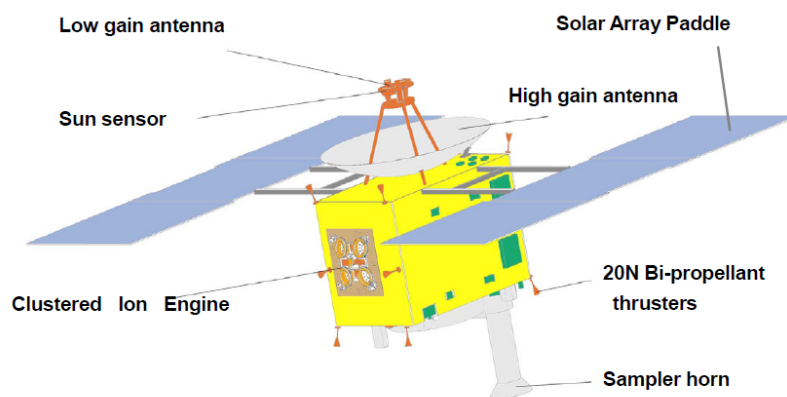 Low gain antenna
Solar Array Paddle
Sun sensor
High gain antenna
Clustered Ion Engine
20N Bi-propellant
thrusters
Sampler horn